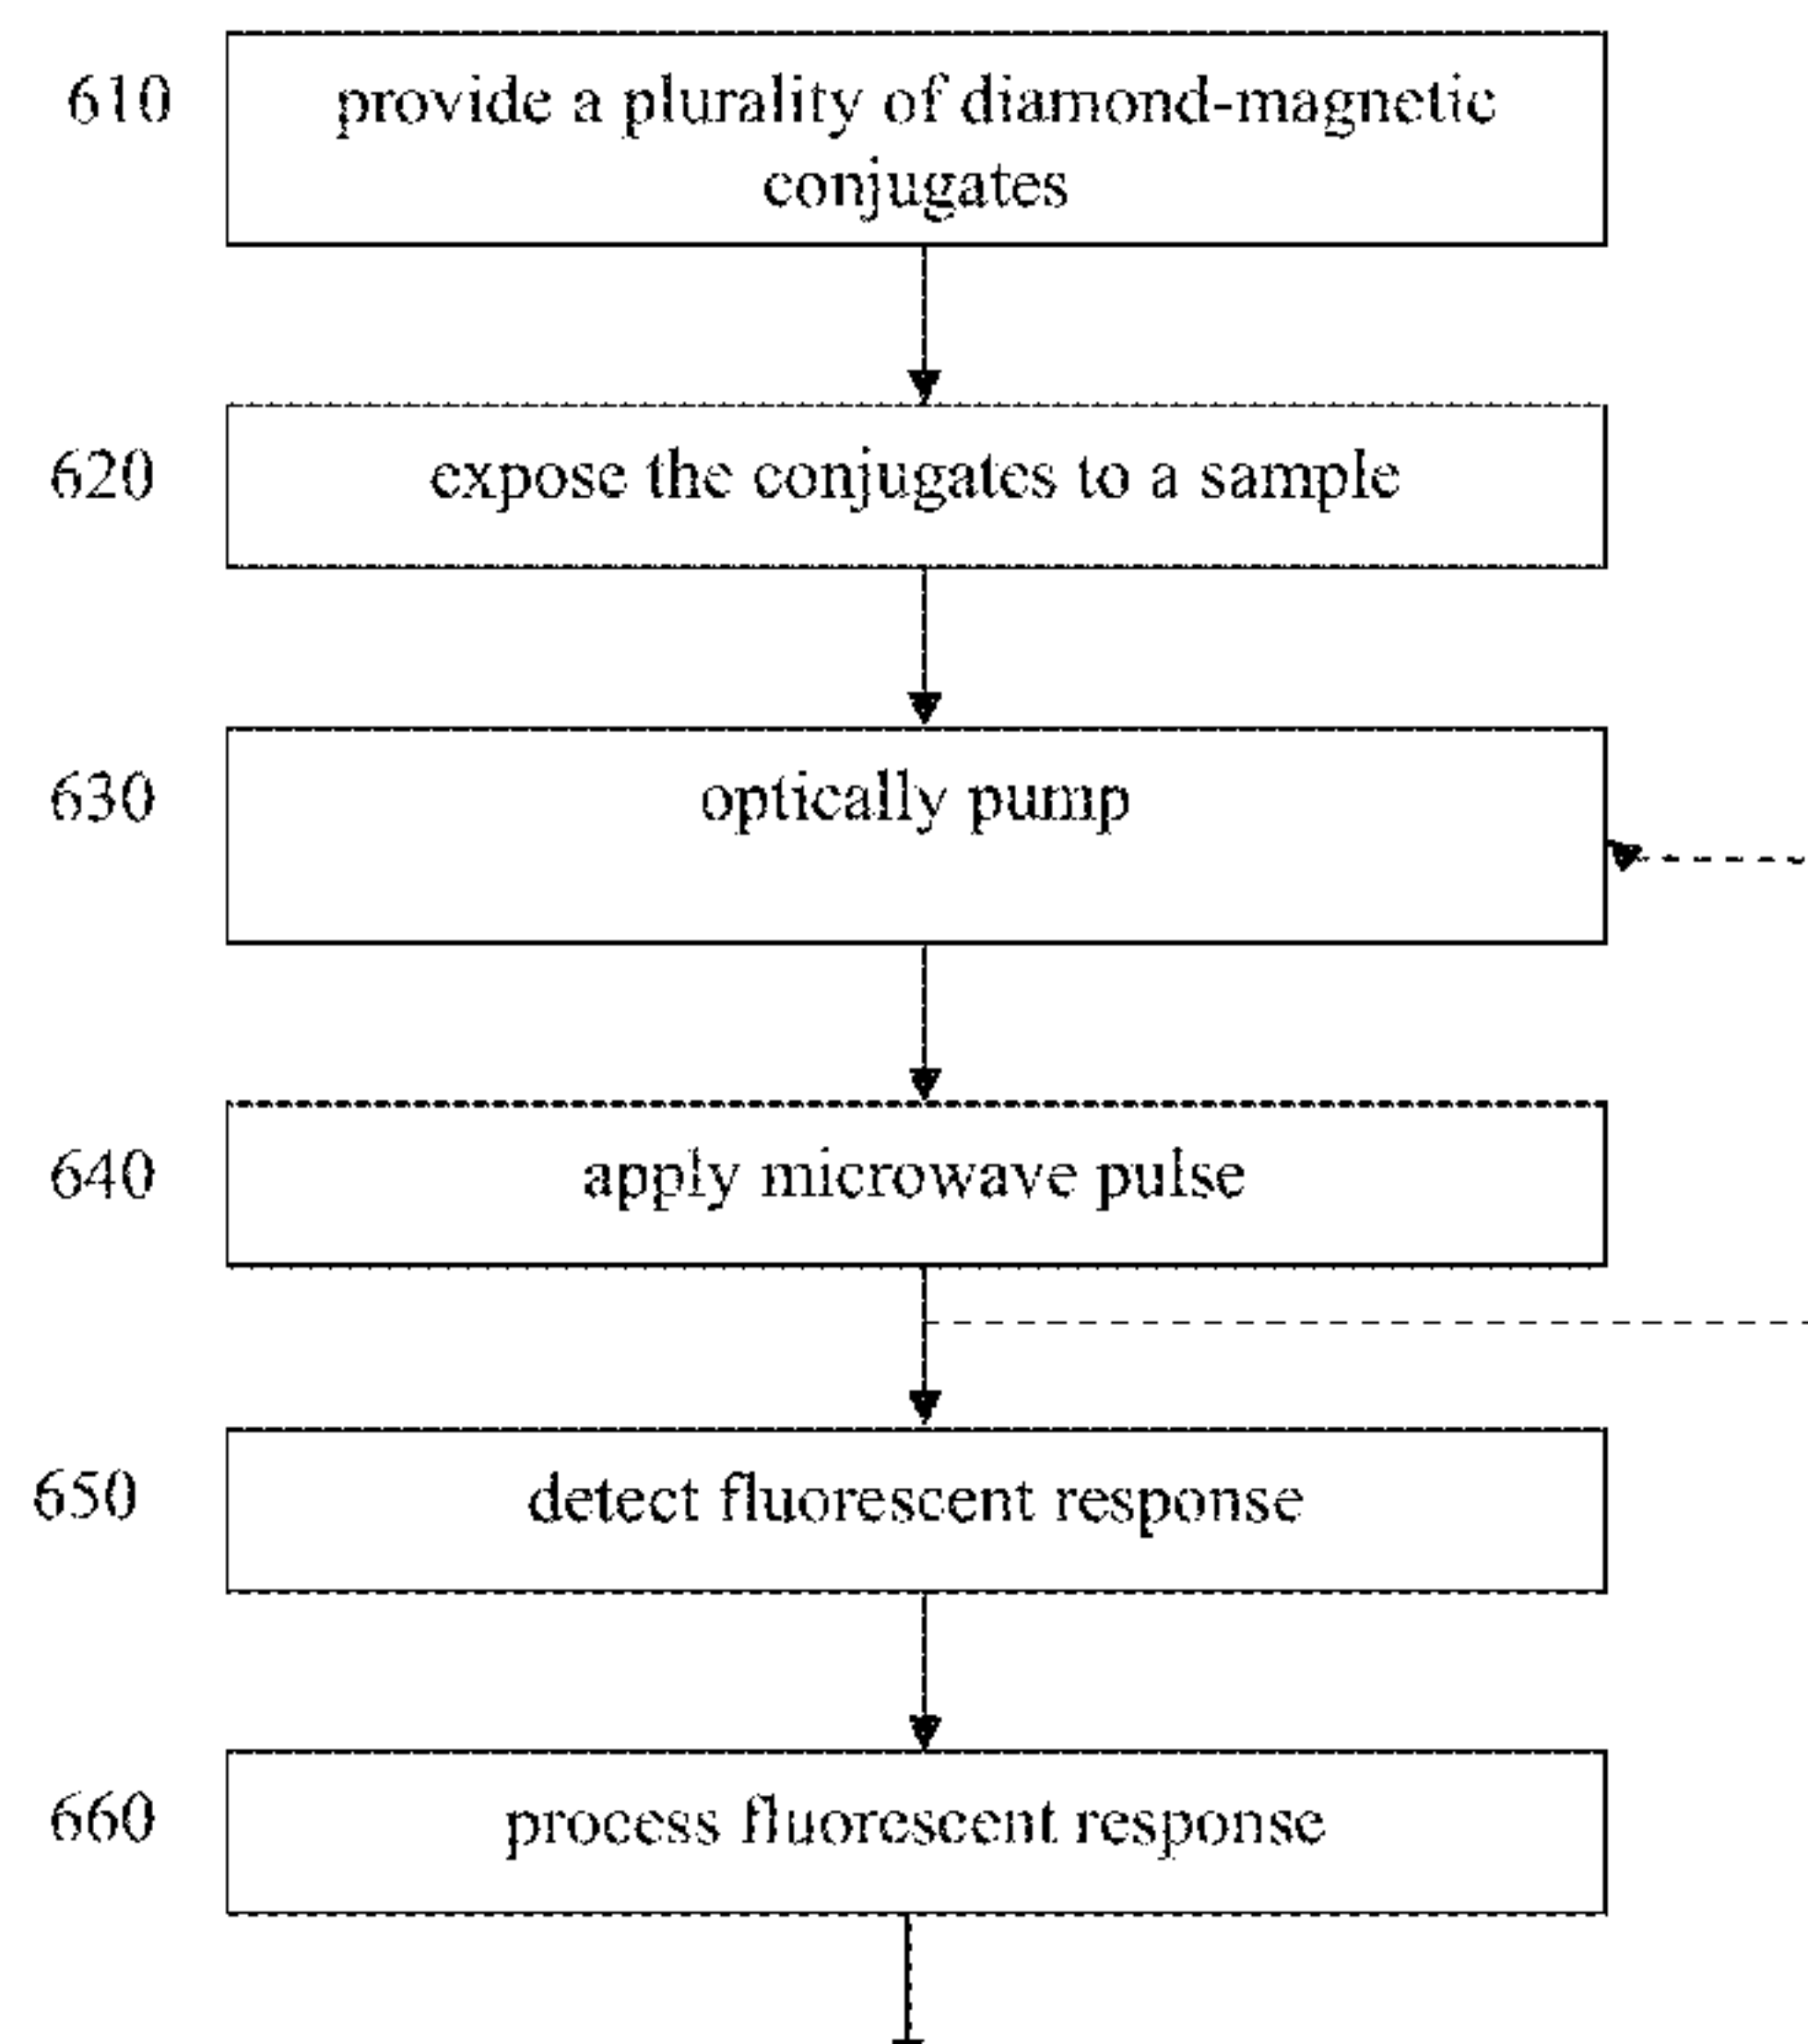 610
provide a plurality of diamond-magnetic
conjugates
620
expose the conjugates to a sample
630
optically pump
640
apply microwave pulse
650
detect fluorescent response
660
process fluorescent response